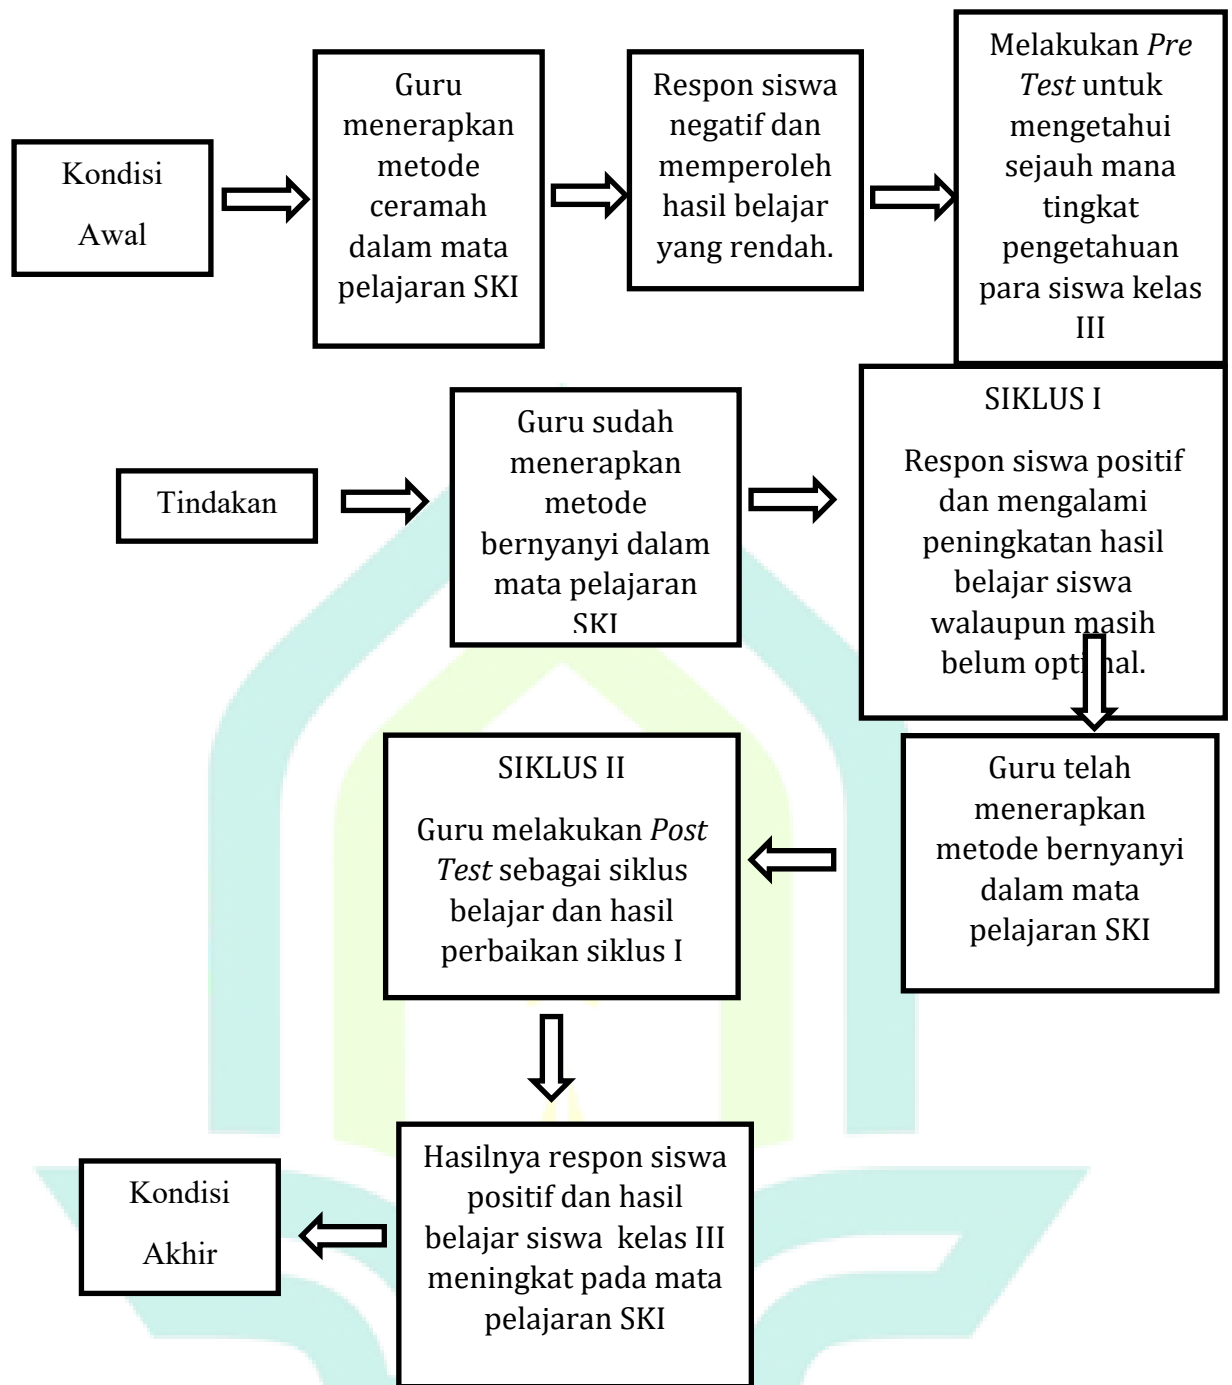 Kondisi
Awal
Guru
menerapkan
metode
ceramah
dalam mata
pelajaran SKI
Respon siswa
negatif dan
memperoleh
hasil belajar
yang rendah.
Melakukan Pre
Test untuk
mengetahui
sejauh mana
tingkat
pengetahuan
para siswa kelas
III
Tindakan
Guru sudah
menerapkan
metode
bernyanyi dalam
mata pelajaran
SKI
SIKLUS I
Respon siswa positif
dan mengalami
peningkatan hasil
belajar siswa
walaupun masih
belum optimal.
Guru telah
menerapkan
metode bernyanyi
dalam mata
pelajaran SKI
SIKLUS II
Guru melakukan Post
Test sebagai siklus
belajar dan hasil
perbaikan siklus I
Hasilnya respon siswa
positif dan hasil
belajar siswa kelas III
meningkat pada mata
pelajaran SKI
Kondisi
Akhir